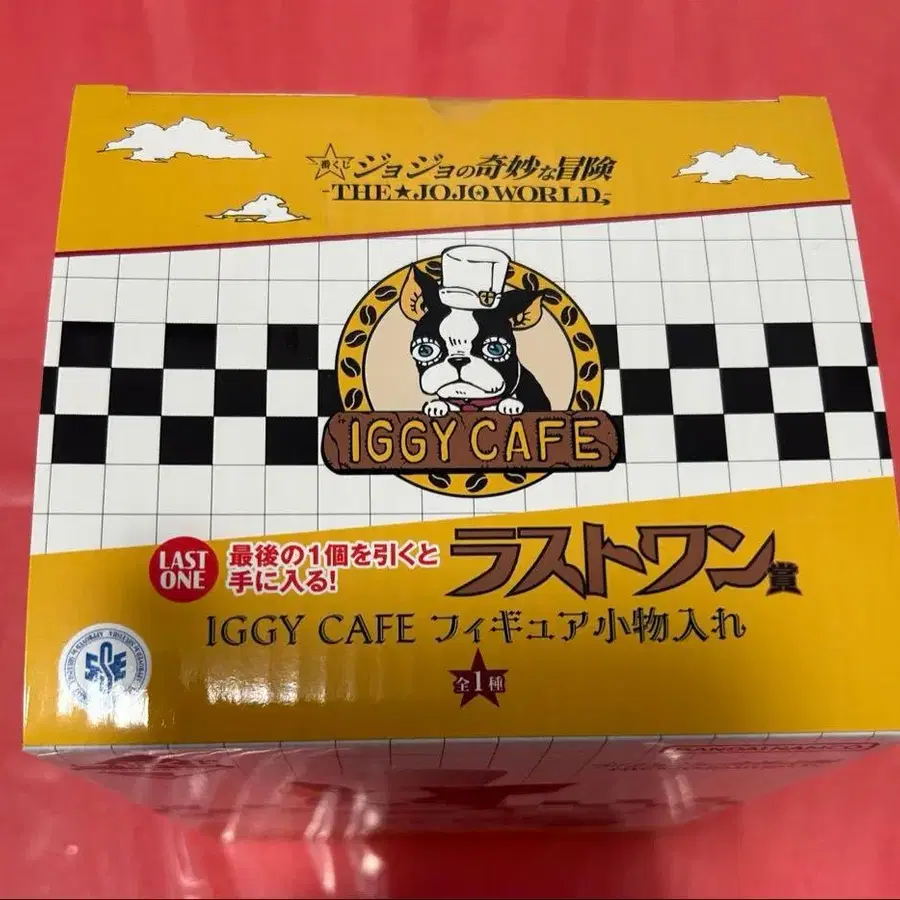 一番くじ ジョジョの奇妙な冒険
-THE★JOJO WORLD-
IGGY CAFE
LAST ONE
最後の1個を引くと
手に入る!
ラストワン賞
IGGY CAFE フィギュア小物入れ
全1種
BANDAI NAMCO